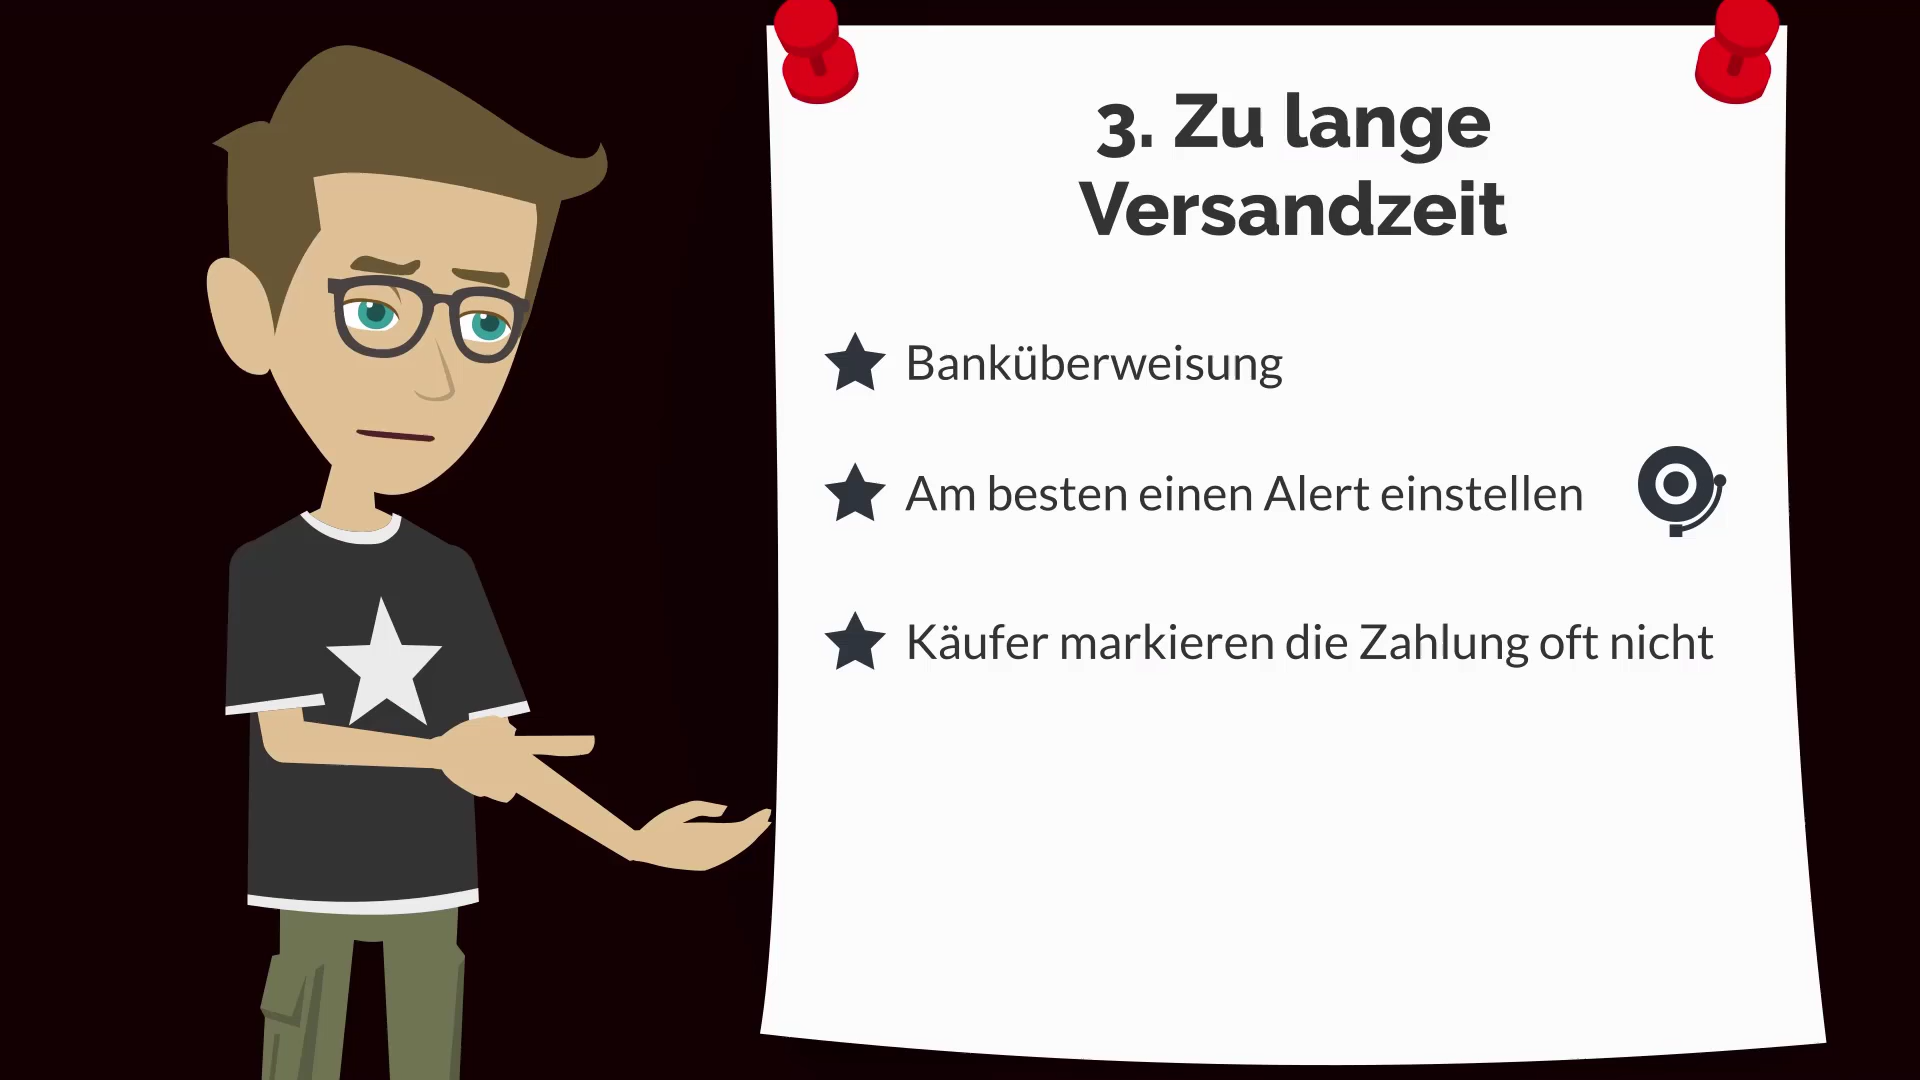 3. Zu lange
Versandzeit
Banküberweisung
Am besten einen Alert einstellen
Käufer markieren die Zahlung oft nicht